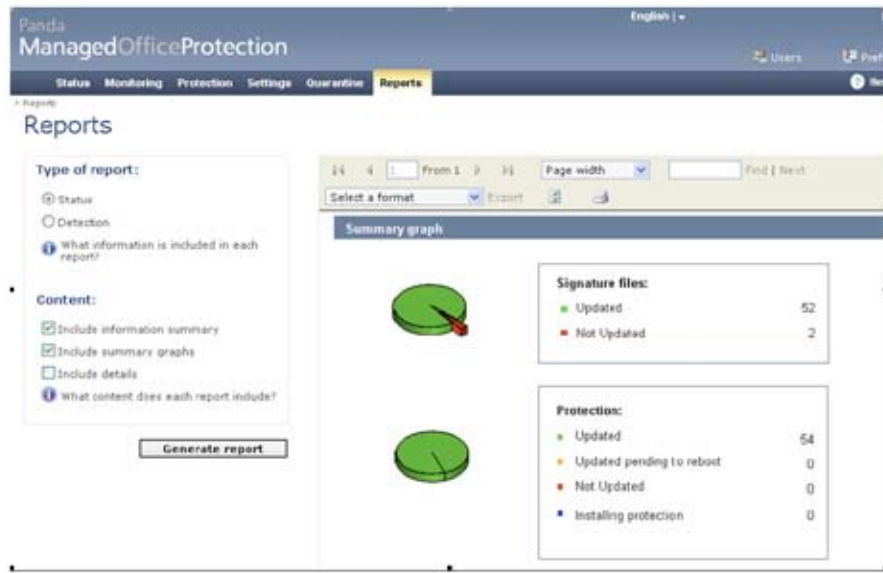 English | ▾
Panda
ManagedOfficeProtection
Users
Pref
Status Monitoring Protection Settings Quarantine Reports
> Reports
Reports
Type of report:
Status
Detection
What information is included in each
report?
Content:
Include information summary
Include summary graphs
Include details
What content does each report include?
Generate report
1 From 1 Page width Find | Next
Select a format Export
Summary graph
Signature files:
Updated 52
Not Updated 2
Protection:
Updated 54
Updated pending to reboot 0
Not Updated 0
Installing protection 0